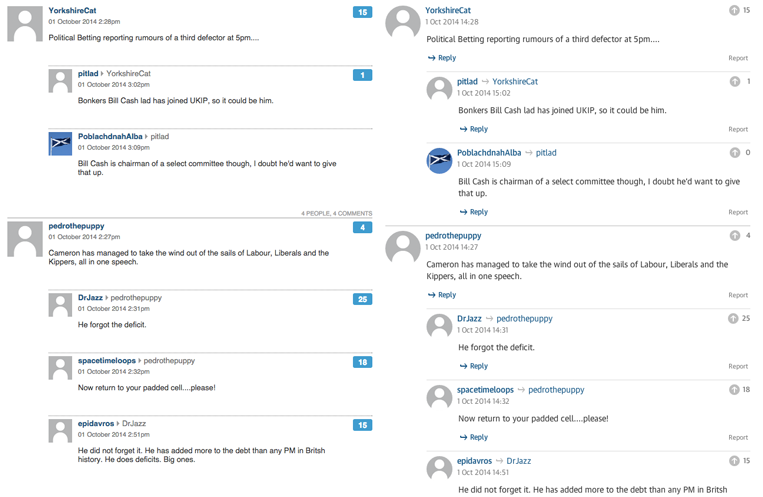 YorkshireCat
15
01 October 2014 2:28pm
Political Betting reporting rumours of a third defector at 5pm....
pitlad YorkshireCat
1
01 October 2014 3:02pm
Bonkers Bill Cash lad has joined UKIP, so it could be him.
PoblachdnahAlba pitlad
01 October 2014 3:09pm
Bill Cash is chairman of a select committee though, I doubt he'd want to give
that up.
4 PEOPLE, 4 COMMENTS
pedrothepuppy
4
01 October 2014 2:27pm
Cameron has managed to take the wind out of the sails of Labour, Liberals and the
Kippers, all in one speech.
DrJazz pedrothepuppy
25
01 October 2014 2:31pm
He forgot the deficit.
spacetimeloops pedrothepuppy
18
01 October 2014 2:32pm
Now return to your padded cell....please!
epidavros DrJazz
15
01 October 2014 2:51pm
He did not forget it. He has added more to the debt than any PM in Britsh
history. He does deficits. Big ones.
YorkshireCat
15
1 Oct 2014 14:28
Political Betting reporting rumours of a third defector at 5pm....
Reply
Report
pitlad YorkshireCat
1
1 Oct 2014 15:02
Bonkers Bill Cash lad has joined UKIP, so it could be him.
Reply
Report
PoblachdnahAlba pitlad
0
1 Oct 2014 15:09
Bill Cash is chairman of a select committee though, I doubt he'd want to give
that up.
Reply
Report
pedrothepuppy
4
1 Oct 2014 14:27
Cameron has managed to take the wind out of the sails of Labour, Liberals and the
Kippers, all in one speech.
Reply
Report
DrJazz pedrothepuppy
25
1 Oct 2014 14:31
He forgot the deficit.
Reply
Report
spacetimeloops pedrothepuppy
18
1 Oct 2014 14:32
Now return to your padded cell....please!
Reply
Report
epidavros DrJazz
15
1 Oct 2014 14:51
He did not forget it. He has added more to the debt than any PM in Britsh